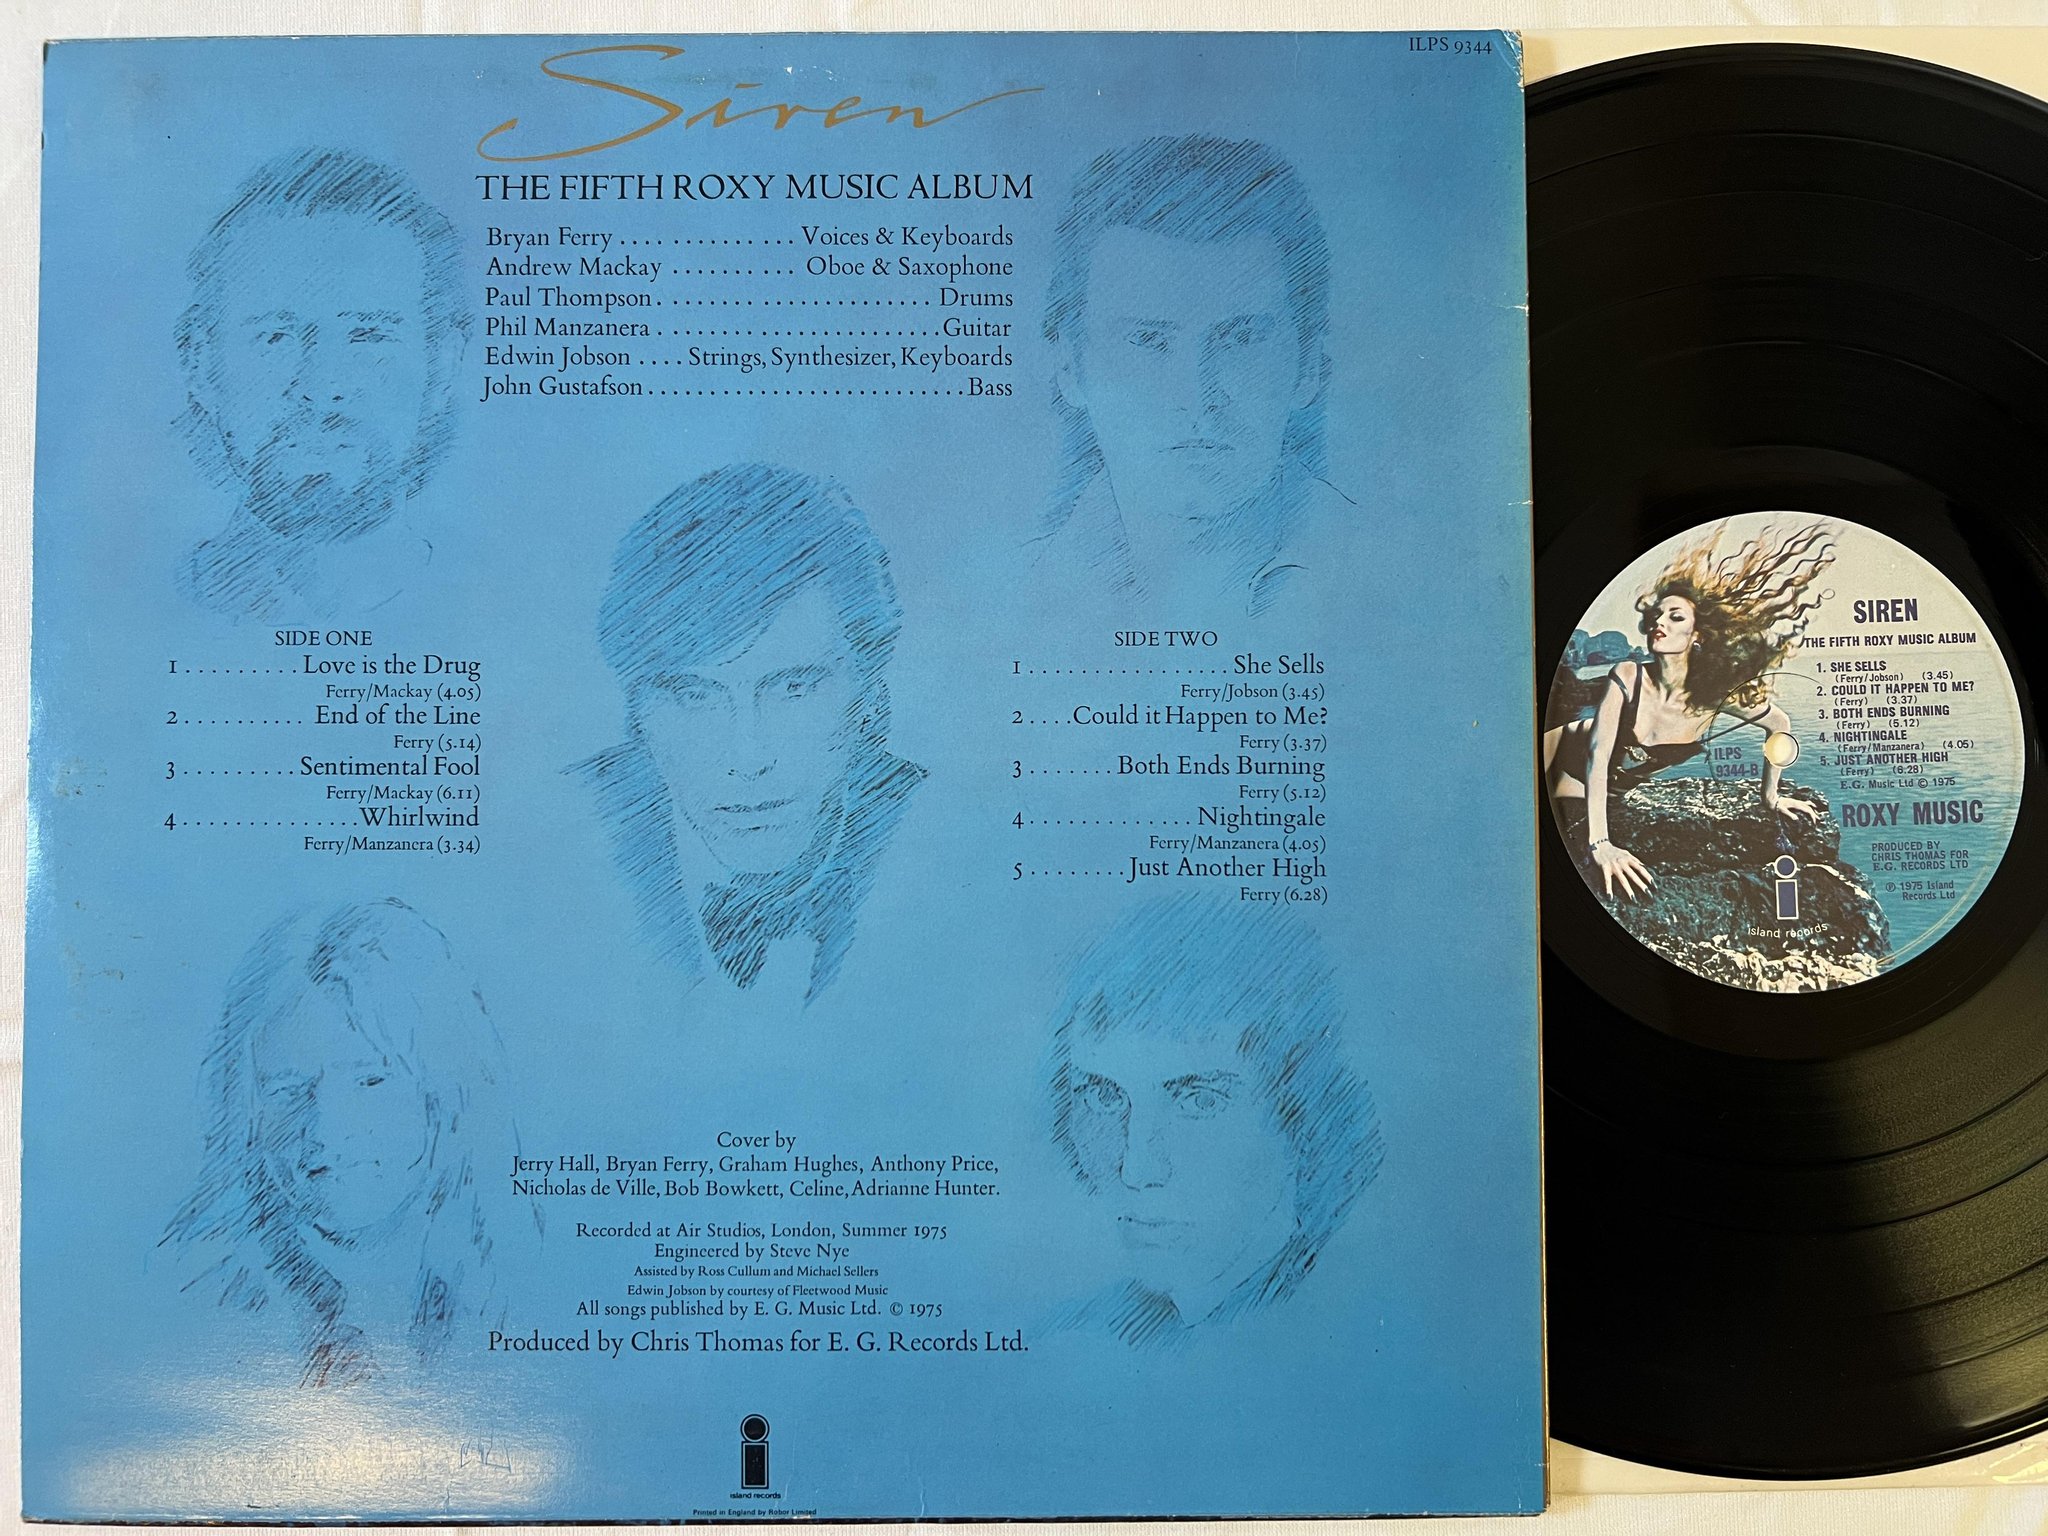 ILPS 9344
Siren
THE FIFTH ROXY MUSIC ALBUM
Bryan Ferry .... ......... ... Voices & Keyboards
Andrew Mackay .......... Oboe & Saxophone
Paul Thompson...................... Drums
Phil Manzanera .......................Guitar
Edwin Jobson ....Strings, Synthesizer, Keyboards
John Gustafson..........................Bass
SIDE ONE
1 ......... Love is the Drug
Ferry/Mackay (4.05)
2 .......... End of the Line
Ferry (5.14)
3 ......... Sentimental Fool
Ferry/Mackay (6.11)
4 .............. Whirlwind
Ferry/Manzanera (3.34)
SIDE TWO
1 ................ She Sells
Ferry/Jobson (3.45)
2 ....Could it Happen to Me?
Ferry (3.37)
3 ....... Both Ends Burning
Ferry (5.12)
4 ............. Nightingale
Ferry/Manzanera (4.05)
5 ........ Just Another High
Ferry (6.28)
Cover by
Jerry Hall, Bryan Ferry, Graham Hughes, Anthony Price,
Nicholas de Ville, Bob Bowkett, Celine, Adrianne Hunter.
Recorded at Air Studios, London, Summer 1975
Engineered by Steve Nye
Assisted by Ross Cullum and Michael Sellers
Edwin Jobson by courtesy of Fleetwood Music
All songs published by E. G. Music Ltd. © 1975
Produced by Chris Thomas for E. G. Records Ltd.
island records
Printed in England by Robor Limited
SIREN
THE FIFTH ROXY MUSIC ALBUM
1. SHE SELLS
(Ferry/Jobson) (3.45)
2. COULD IT HAPPEN TO ME?
(Ferry) (3.37)
3. BOTH ENDS BURNING
(Ferry) (5.12)
4. NIGHTINGALE
(Ferry/Manzanera) (4.05)
5. JUST ANOTHER HIGH
(Ferry) (6.28)
E.G. Music Ltd © 1975
ILPS
9344-B
ROXY MUSIC
PRODUCED BY
CHRIS THOMAS FOR
E.G. RECORDS LTD
℗ 1975 Island
Records Ltd
island records